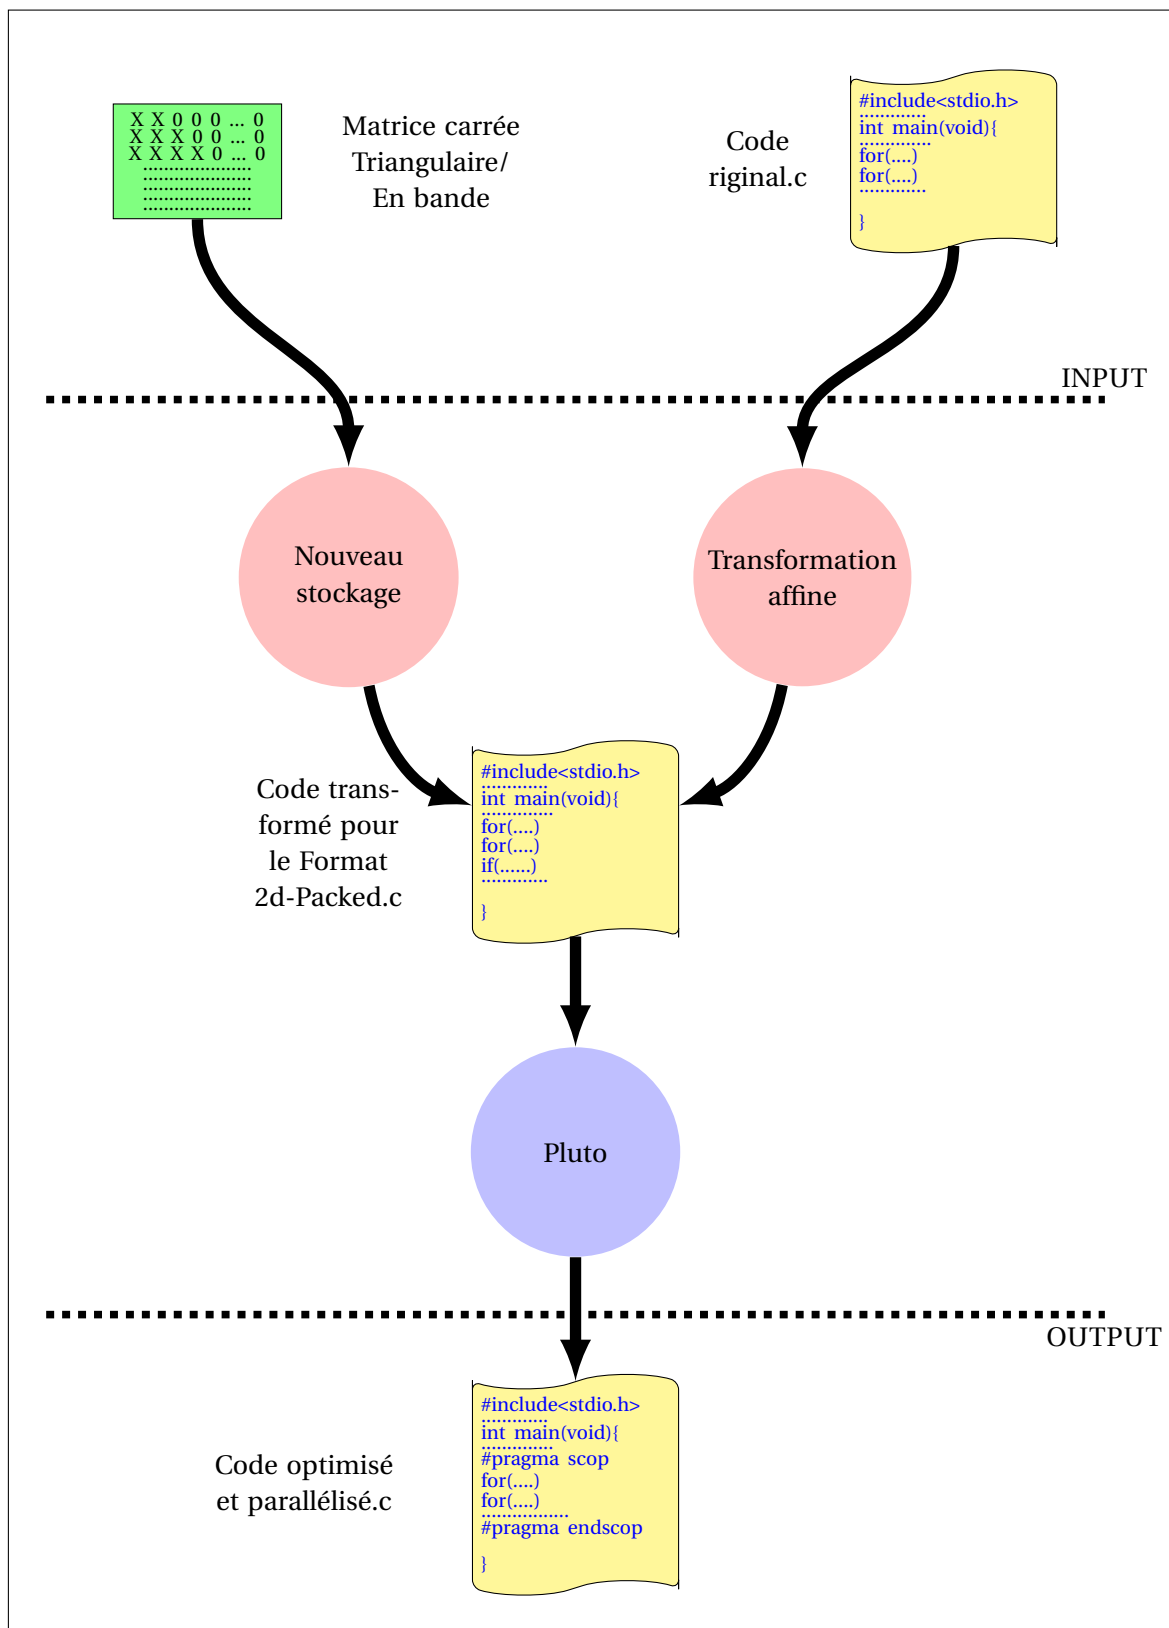 X X 0 0 0 ... 0
X X X 0 0 ... 0
X X X X 0 ... 0
.....................
.....................
.....................
.....................
.....................
Matrice carrée
Triangulaire/
En bande
Code
riginal.c
#include<stdio.h>
.............
int main(void){
..............
for(....)
for(....)
.............
}
INPUT
Nouveau
stockage
Transformation
affine
Code trans-
formé pour
le Format
2d-Packed.c
#include<stdio.h>
.............
int main(void){
..............
for(....)
for(....)
if(......)
.............
}
Pluto
OUTPUT
Code optimisé
et parallélisé.c
#include<stdio.h>
.............
int main(void){
..............
#pragma scop
for(....)
for(....)
.................
#pragma endscop
}